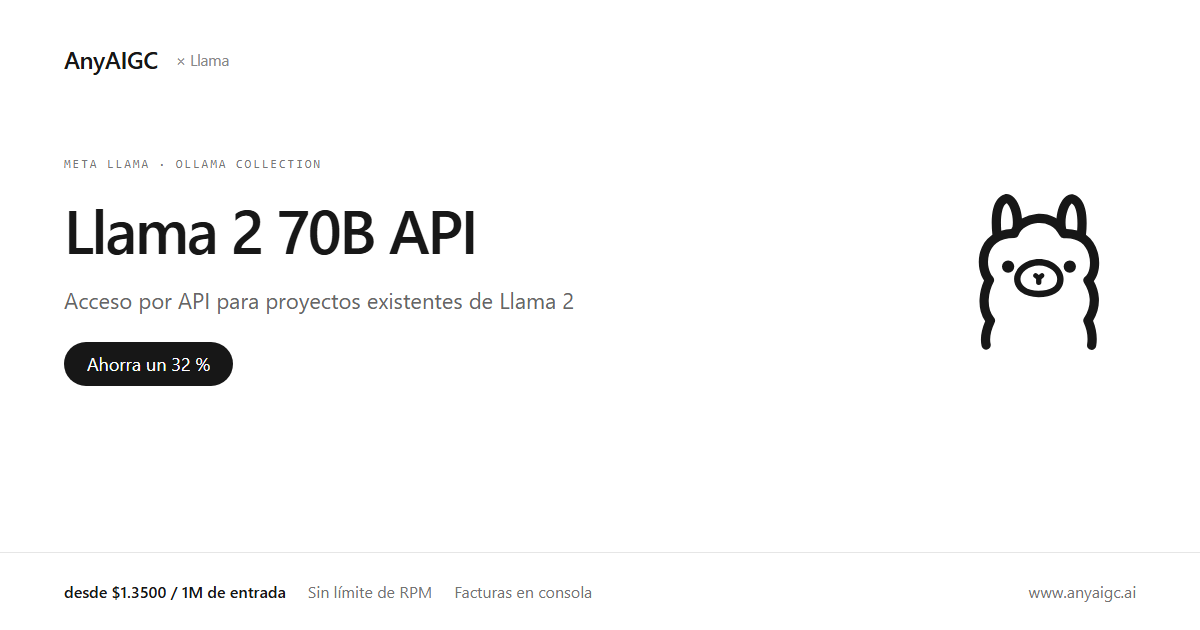 AnyAIGC × Llama
META LLAMA · OLLAMA COLLECTION
Llama 2 70B API
Acceso por API para proyectos existentes de Llama 2
Ahorra un 32 %
desde $1.3500 / 1M de entrada Sin límite de RPM Facturas en consola www.anyaigc.ai